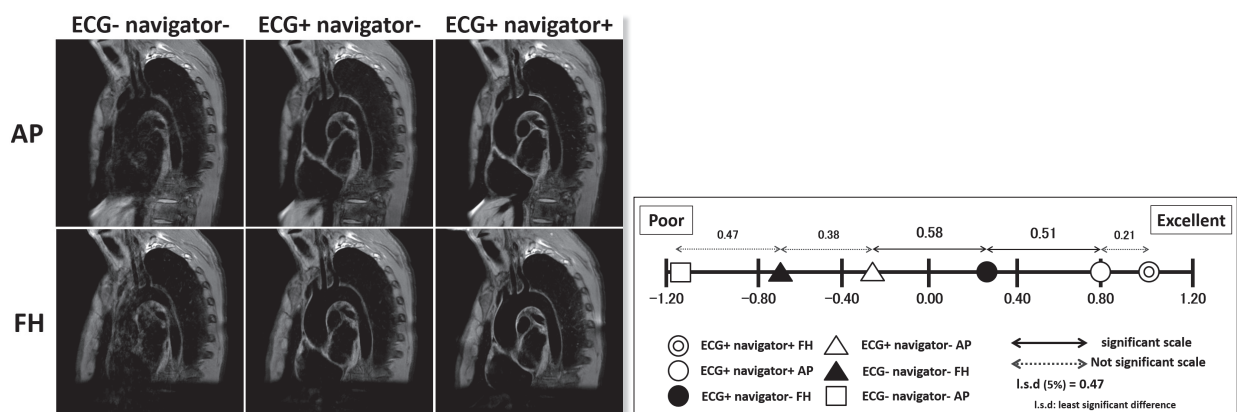 ECG- navigator- ECG+ navigator- ECG+ navigator+
AP
FH
Poor Excellent
0.47 0.38 0.58 0.51 0.21
−1.20 −0.80 −0.40 0.00 0.40 0.80 1.20
ECG+ navigator+ FH ECG+ navigator- AP significant scale
ECG+ navigator+ AP ECG- navigator- FH Not significant scale
ECG+ navigator- FH ECG- navigator- AP l.s.d (5%) = 0.47
l.s.d: least significant difference